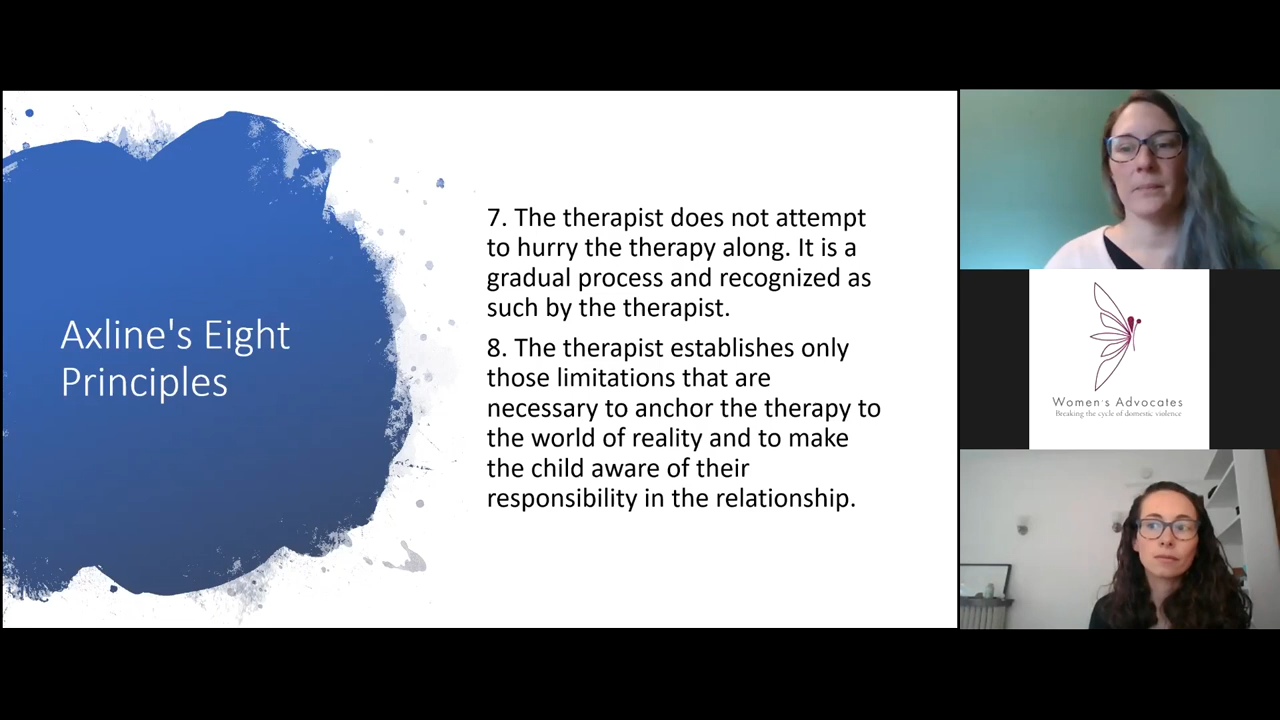 Axline's Eight
Principles
7. The therapist does not attempt
to hurry the therapy along. It is a
gradual process and recognized as
such by the therapist.
8. The therapist establishes only
those limitations that are
necessary to anchor the therapy to
the world of reality and to make
the child aware of their
responsibility in the relationship.
Women's Advocates
Breaking the cycle of domestic violence